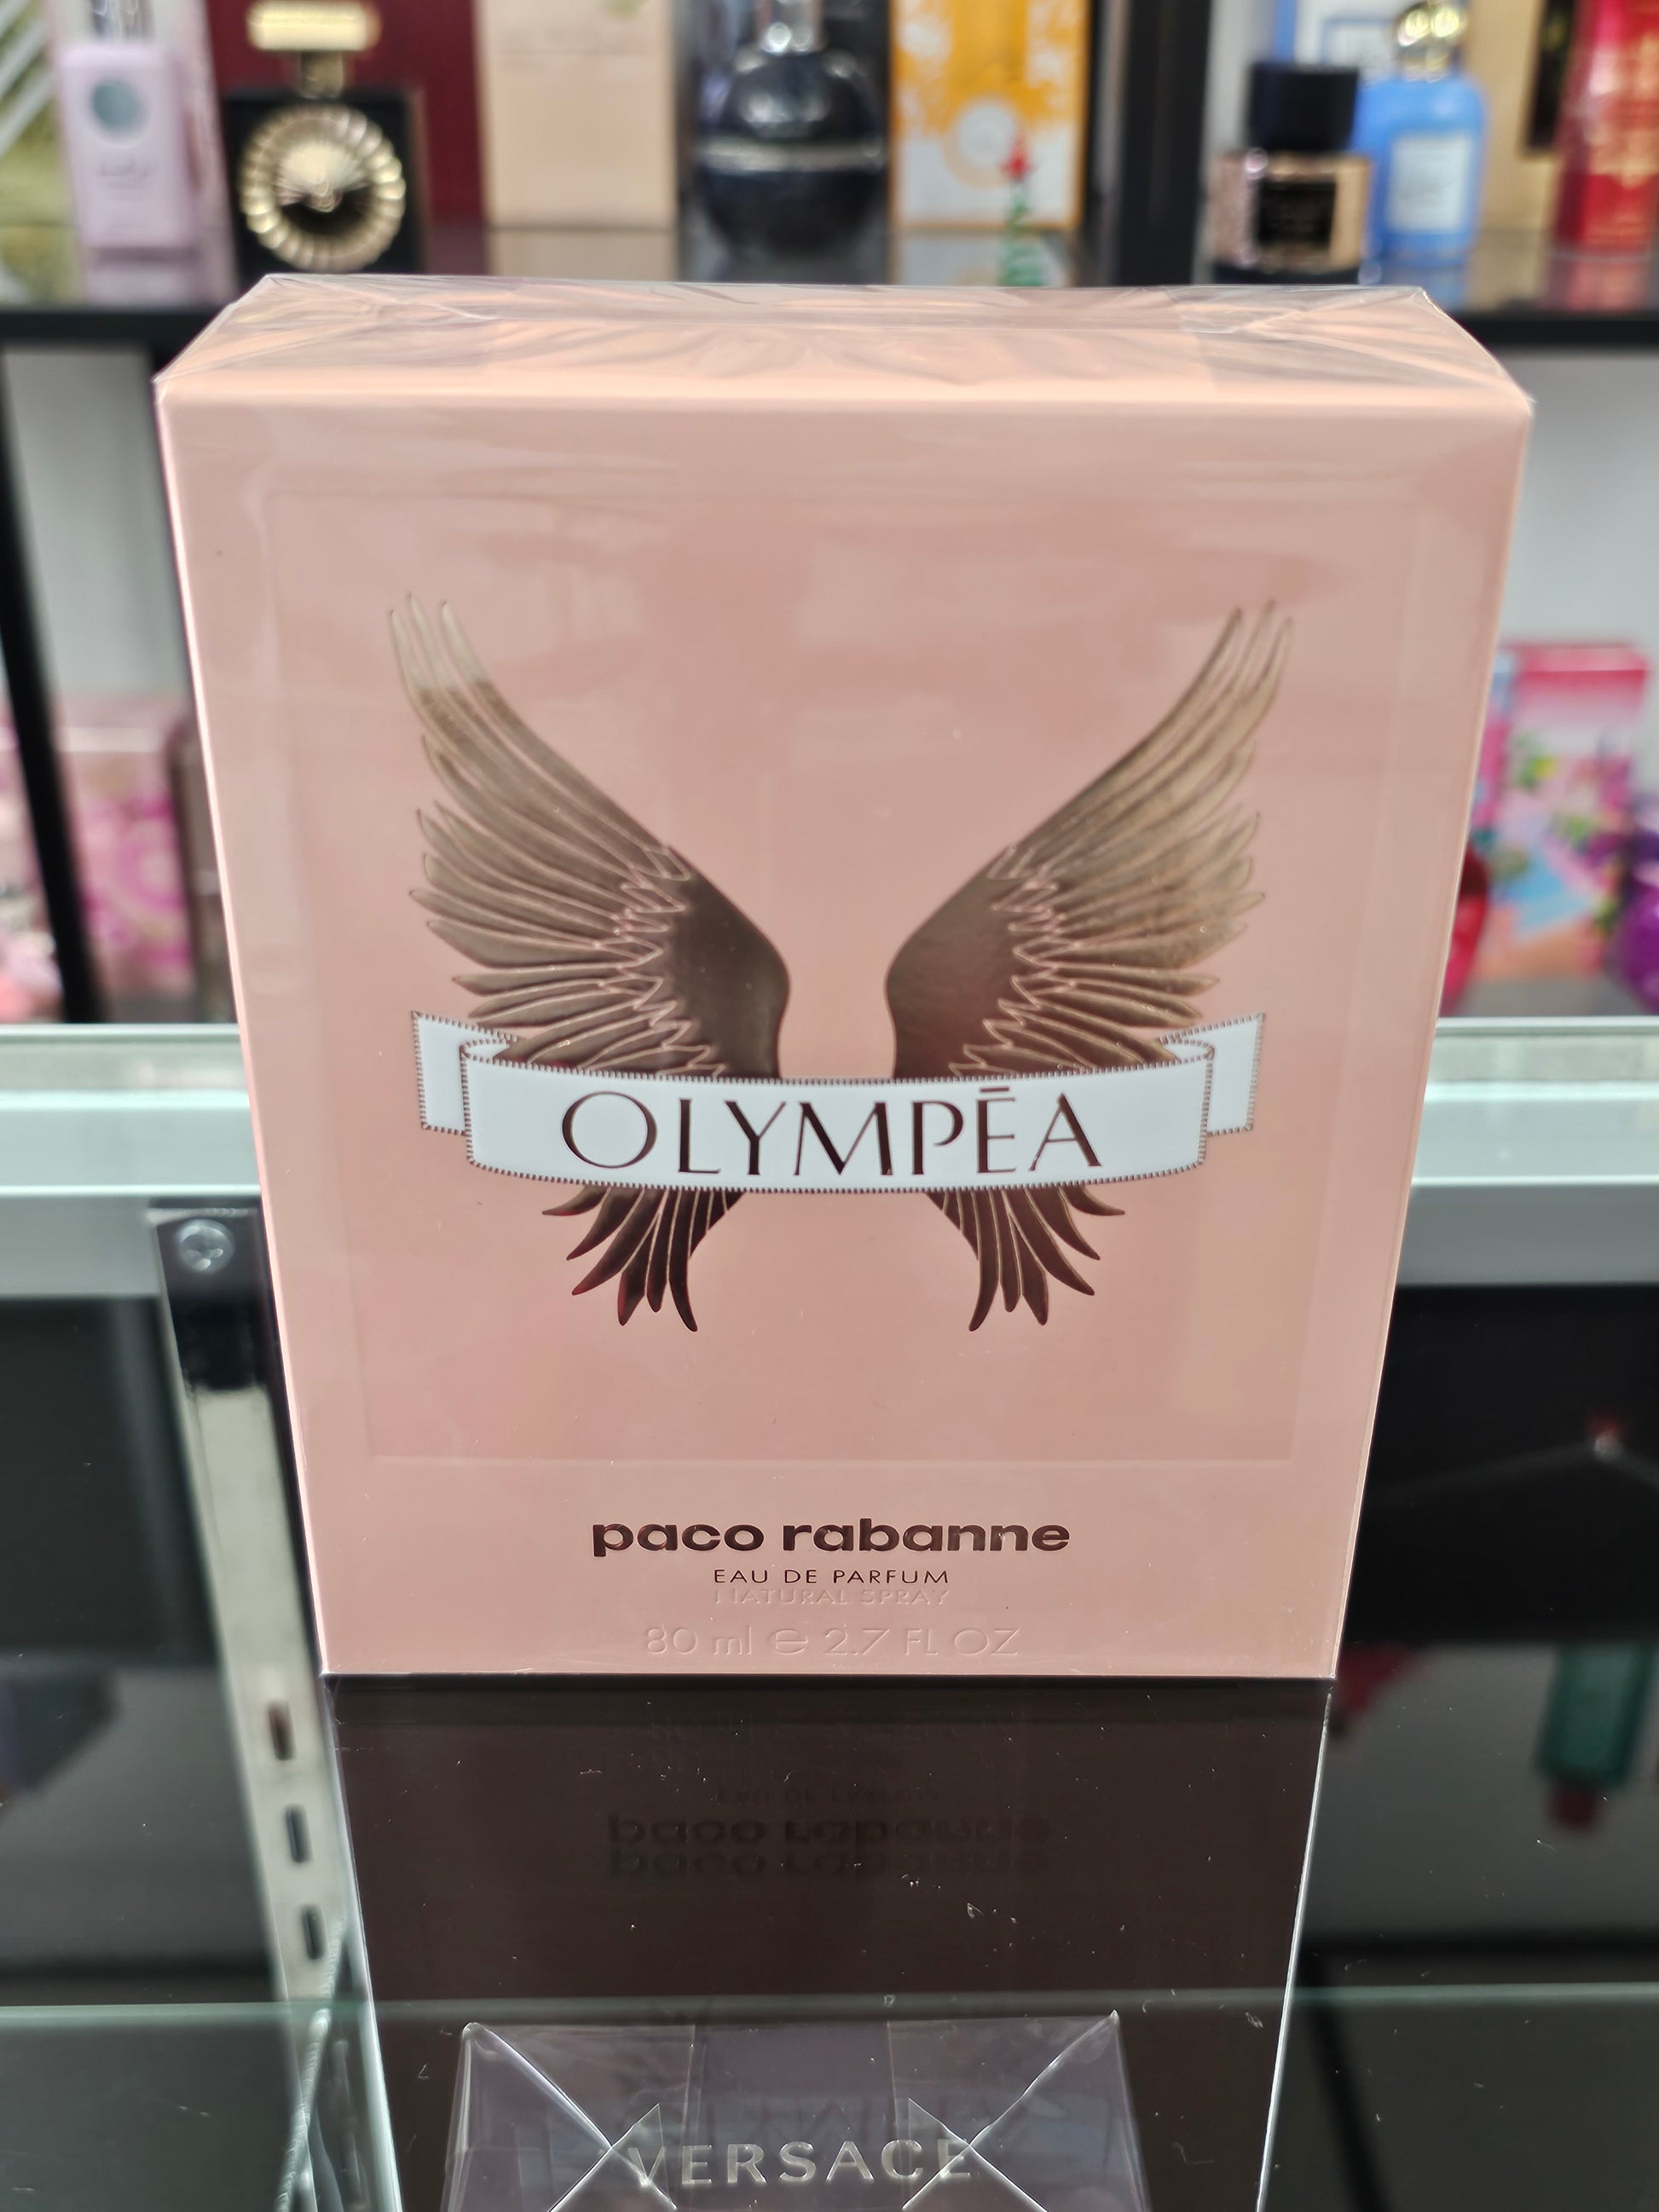 OLYMPĒA
paco rabanne
EAU DE PARFUM
NATURAL SPRAY
80 ml ℮ 2.7 FL OZ
VERSACE